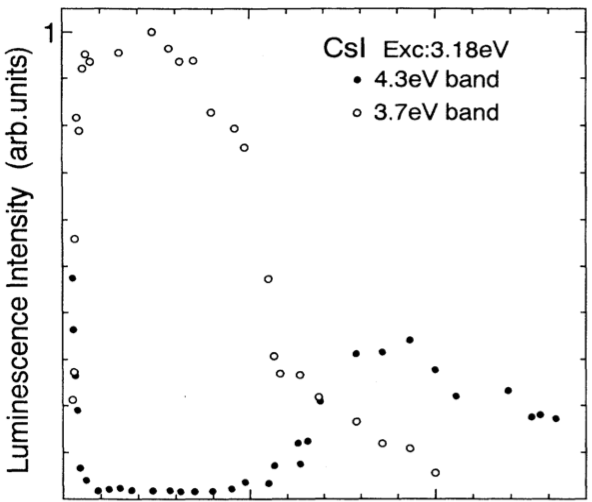 Luminescence Intensity (arb.units)
1
CsI Exc:3.18eV
4.3eV band
3.7eV band